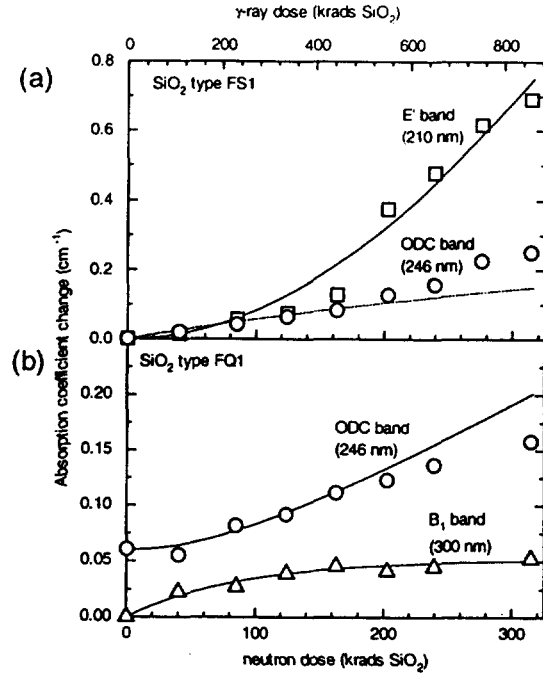 γ-ray dose (krads SiO₂)
0 200 400 600 800
(a)
SiO₂ type FS1
E' band
(210 nm)
ODC band
(246 nm)
0.8
0.6
0.4
0.2
0.0
Absorption coefficient change (cm⁻¹)
(b)
SiO₂ type FQ1
ODC band
(246 nm)
B₁ band
(300 nm)
0.20
0.15
0.10
0.05
0.00
0 100 200 300
neutron dose (krads SiO₂)